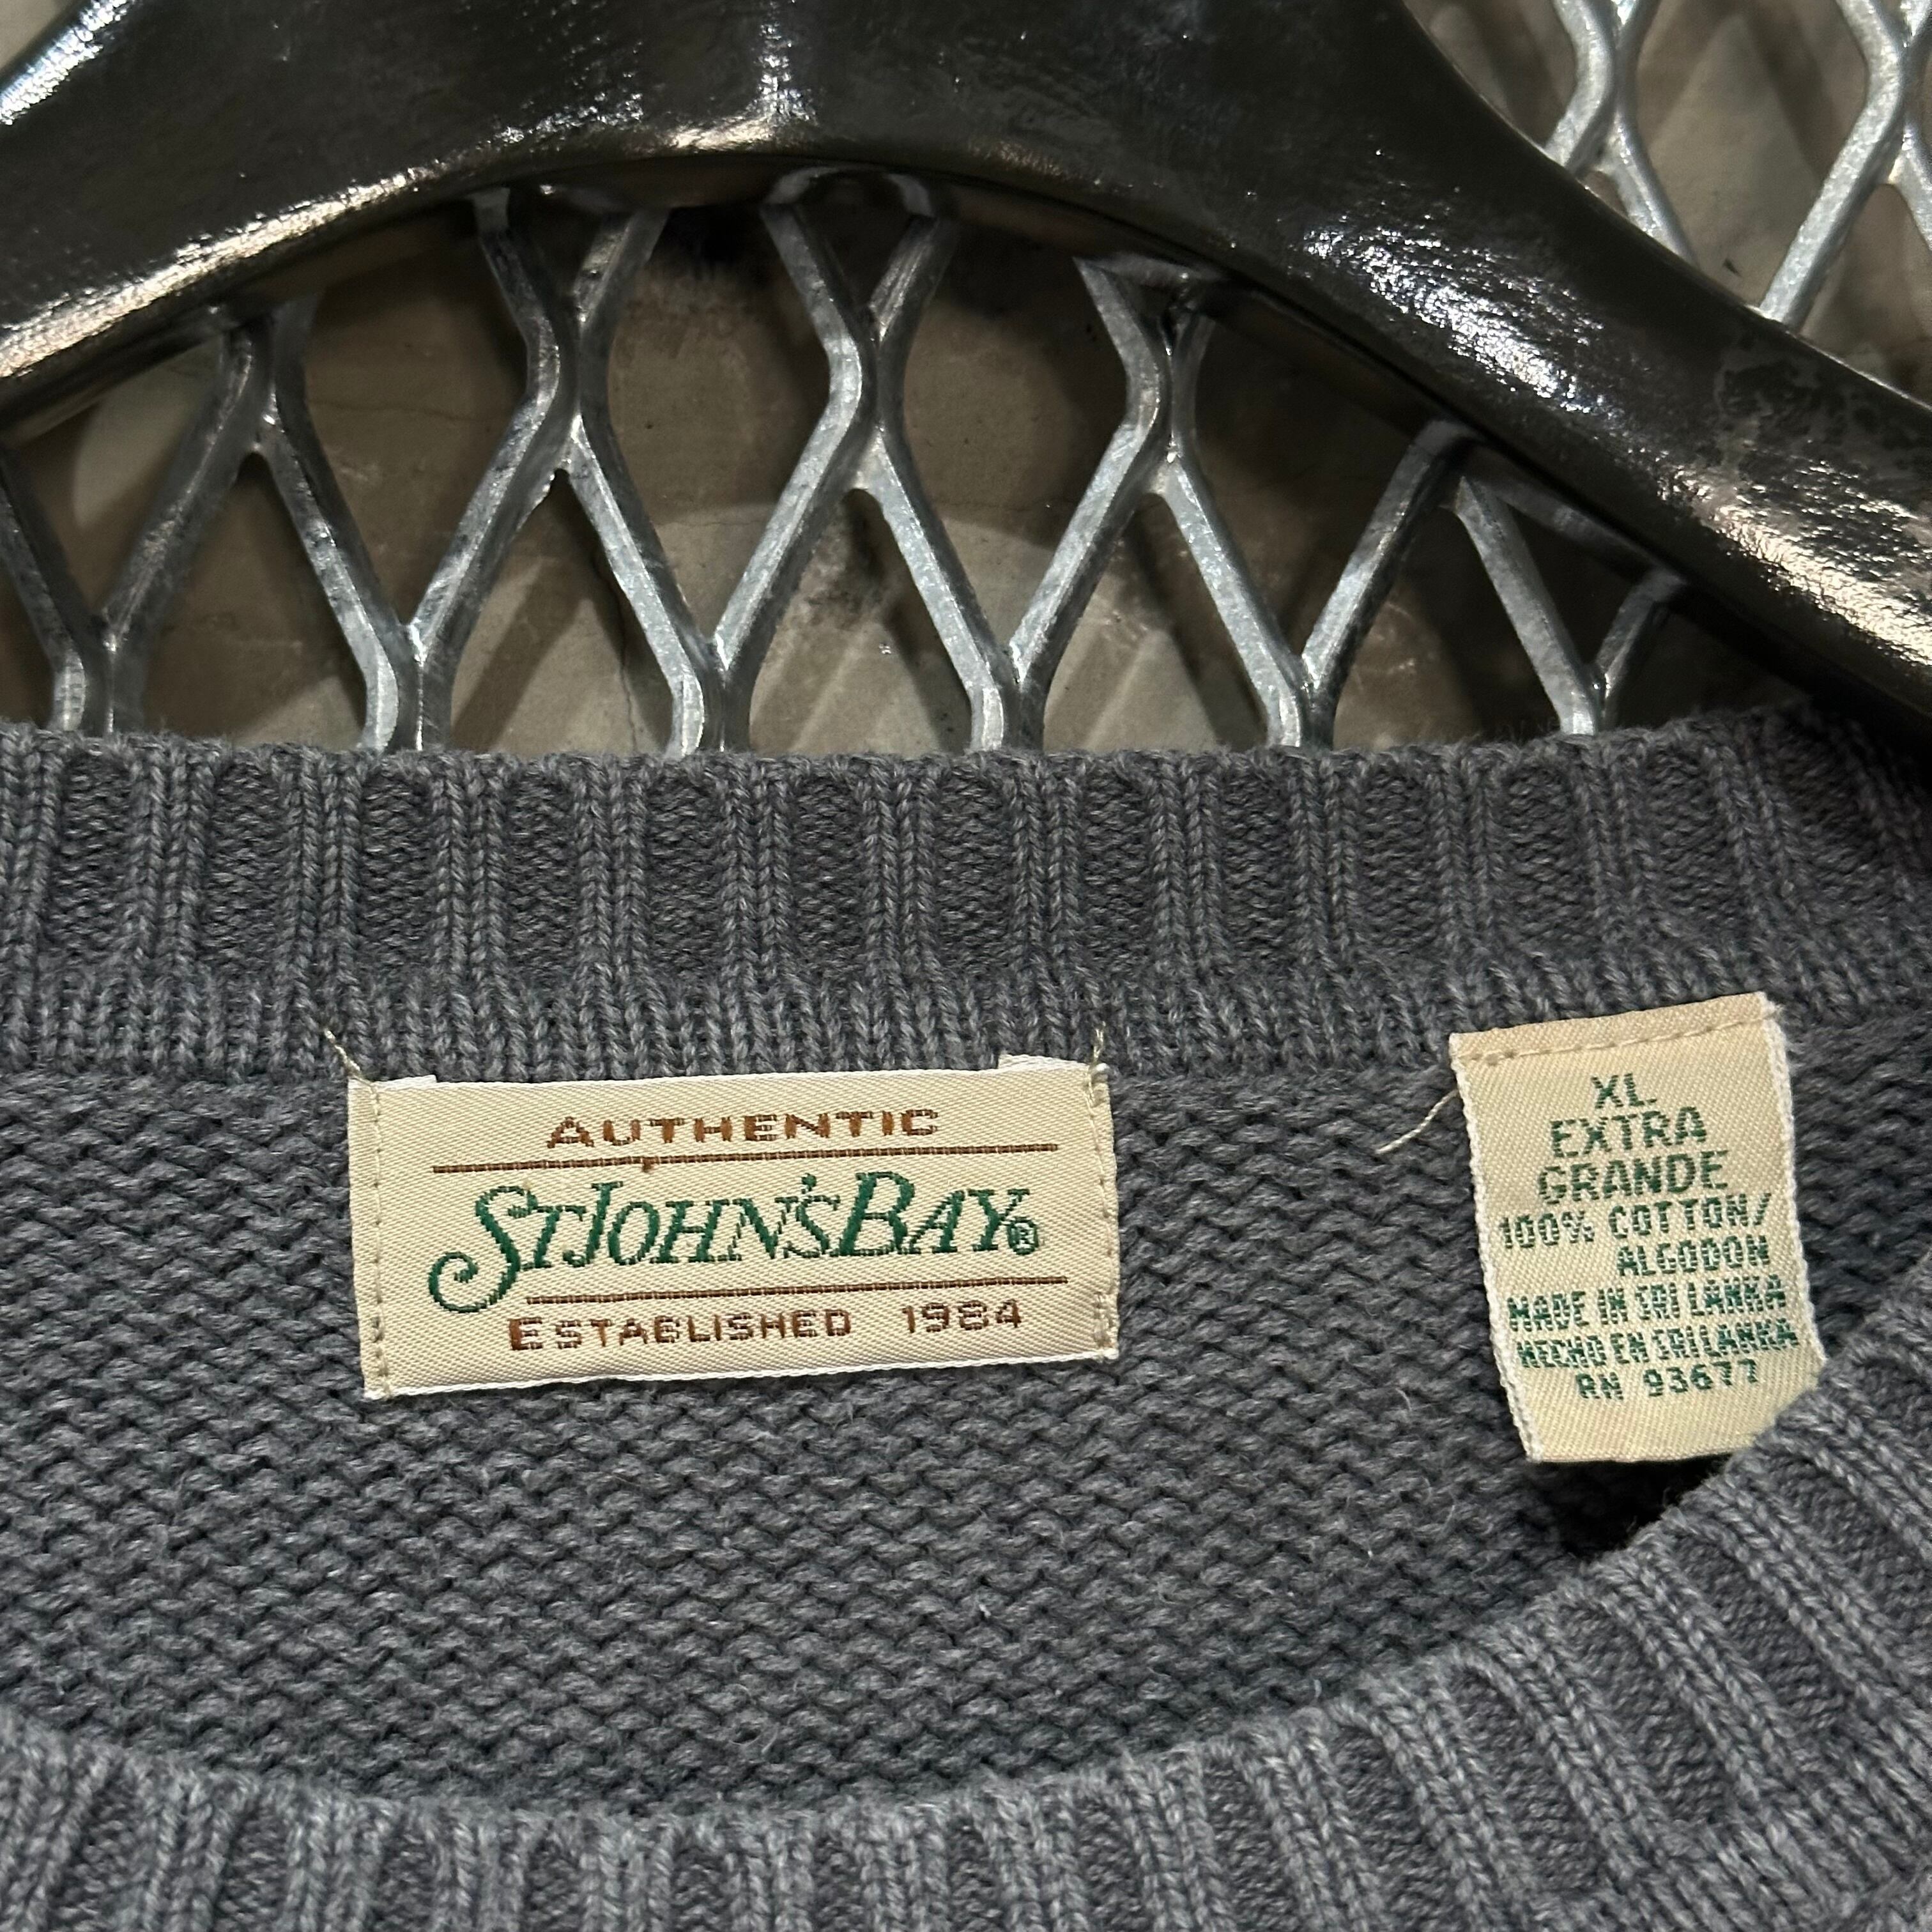 AUTHENTIC
ST JOHN'S BAY®
ESTABLISHED 1984
XL
EXTRA
GRANDE
100% COTTON/
ALGODON
MADE IN SRI LANKA
HECHO EN SRI LANKA
RN 93677